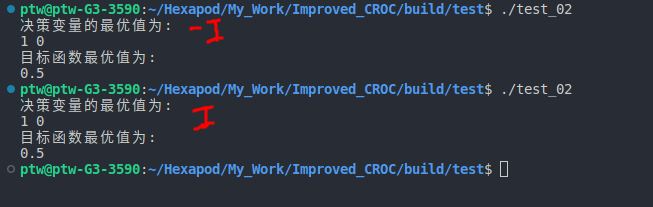 ptw@ptw-G3-3590:~/Hexapod/My_Work/Improved_CROC/build/test$ ./test_02
决策变量的最优值为:
-I
1 0
目标函数最优值为:
0.5
ptw@ptw-G3-3590:~/Hexapod/My_Work/Improved_CROC/build/test$ ./test_02
决策变量的最优值为:
I
1 0
目标函数最优值为:
0.5
ptw@ptw-G3-3590:~/Hexapod/My_Work/Improved_CROC/build/test$